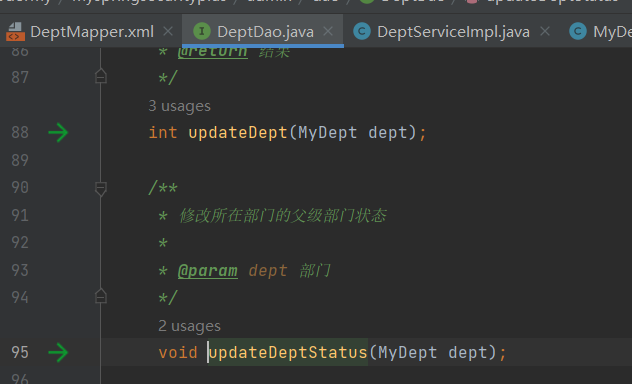 DeptMapper.xml
DeptDao.java
DeptServiceImpl.java
MyDe
86 * @return 结果
87 */
3 usages
88 int updateDept(MyDept dept);
89
90 /**
91 * 修改所在部门的父级部门状态
92 *
93 * @param dept 部门
94 */
2 usages
95 void updateDeptStatus(MyDept dept);
96